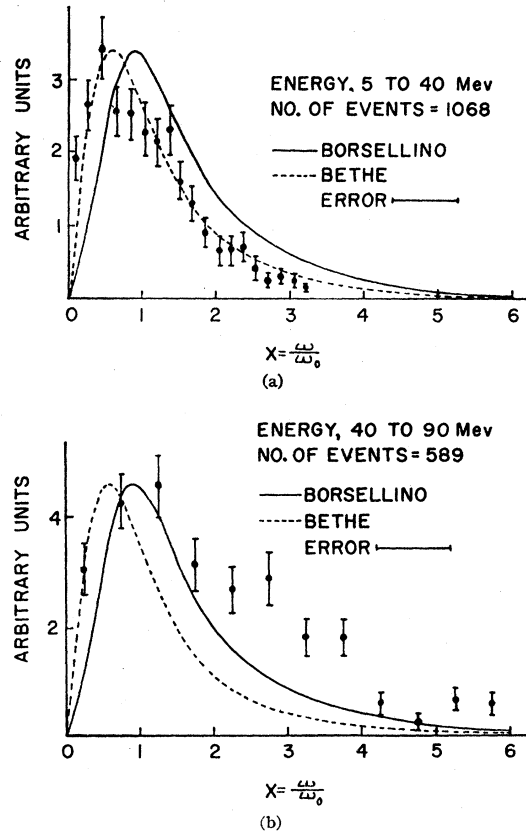 ARBITRARY UNITS
3
2
1
0 1 2 3 4 5 6
ENERGY, 5 TO 40 Mev
NO. OF EVENTS = 1068
BORSELLINO
BETHE
ERROR
X = ω/ω₀
(a)
ARBITRARY UNITS
4
2
0 1 2 3 4 5 6
ENERGY, 40 TO 90 Mev
NO. OF EVENTS = 589
BORSELLINO
BETHE
ERROR
X = ω/ω₀
(b)